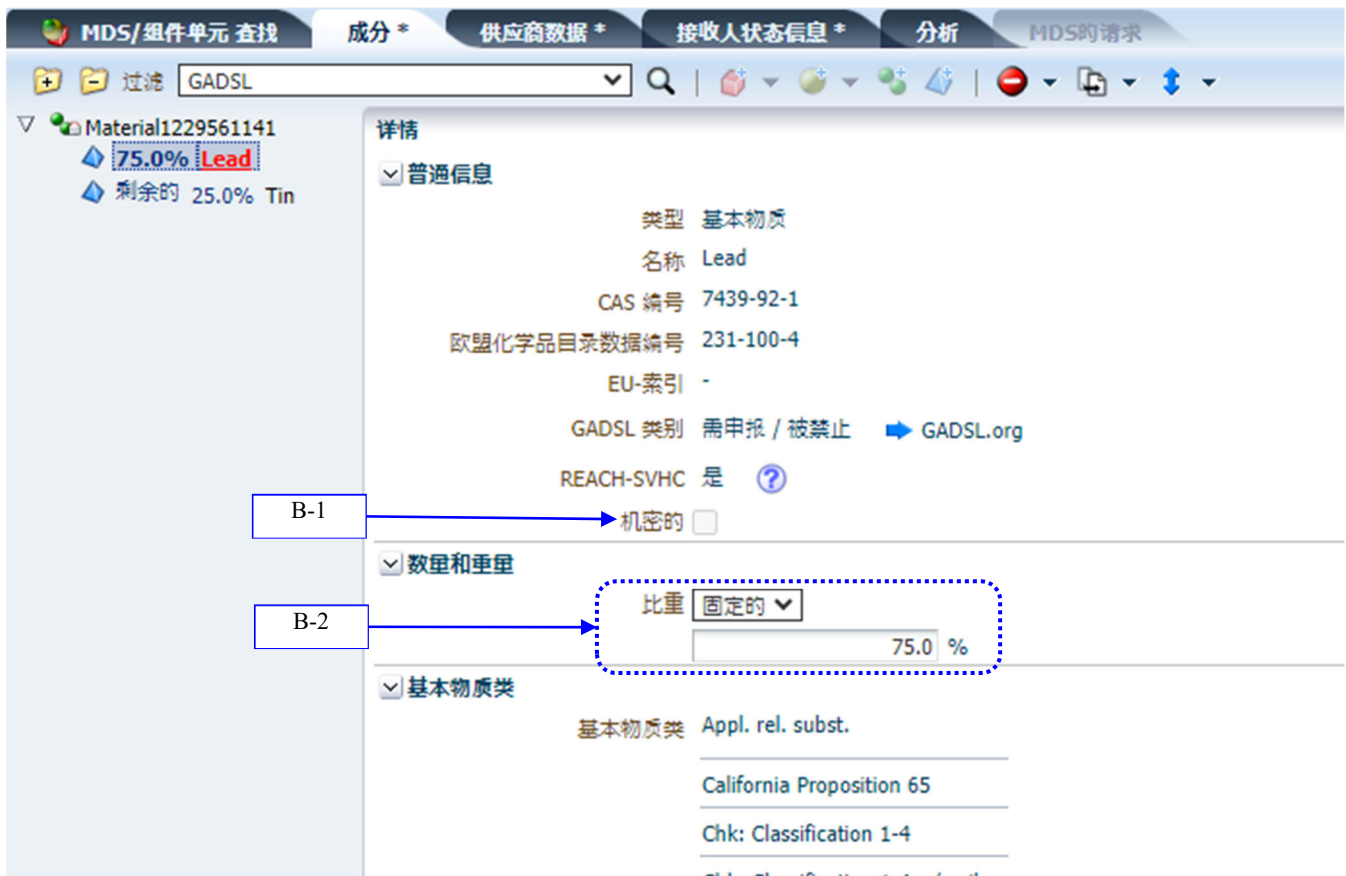 MDS/组件单元 查找 成分 * 供应商数据 * 接收人状态信息 * 分析 MDS的请求
过滤 GADSL
Material1229561141
75.0% Lead
剩余的 25.0% Tin
详情
普通信息
类型 基本物质
名称 Lead
CAS 编号 7439-92-1
欧盟化学品目录数据编号 231-100-4
EU-索引 -
GADSL 类别 需申报 / 被禁止 GADSL.org
REACH-SVHC 是 ?
B-1
机密的
数量和重量
比重 固定的
B-2
75.0 %
基本物质类
基本物质类 Appl. rel. subst.
California Proposition 65
Chk: Classification 1-4